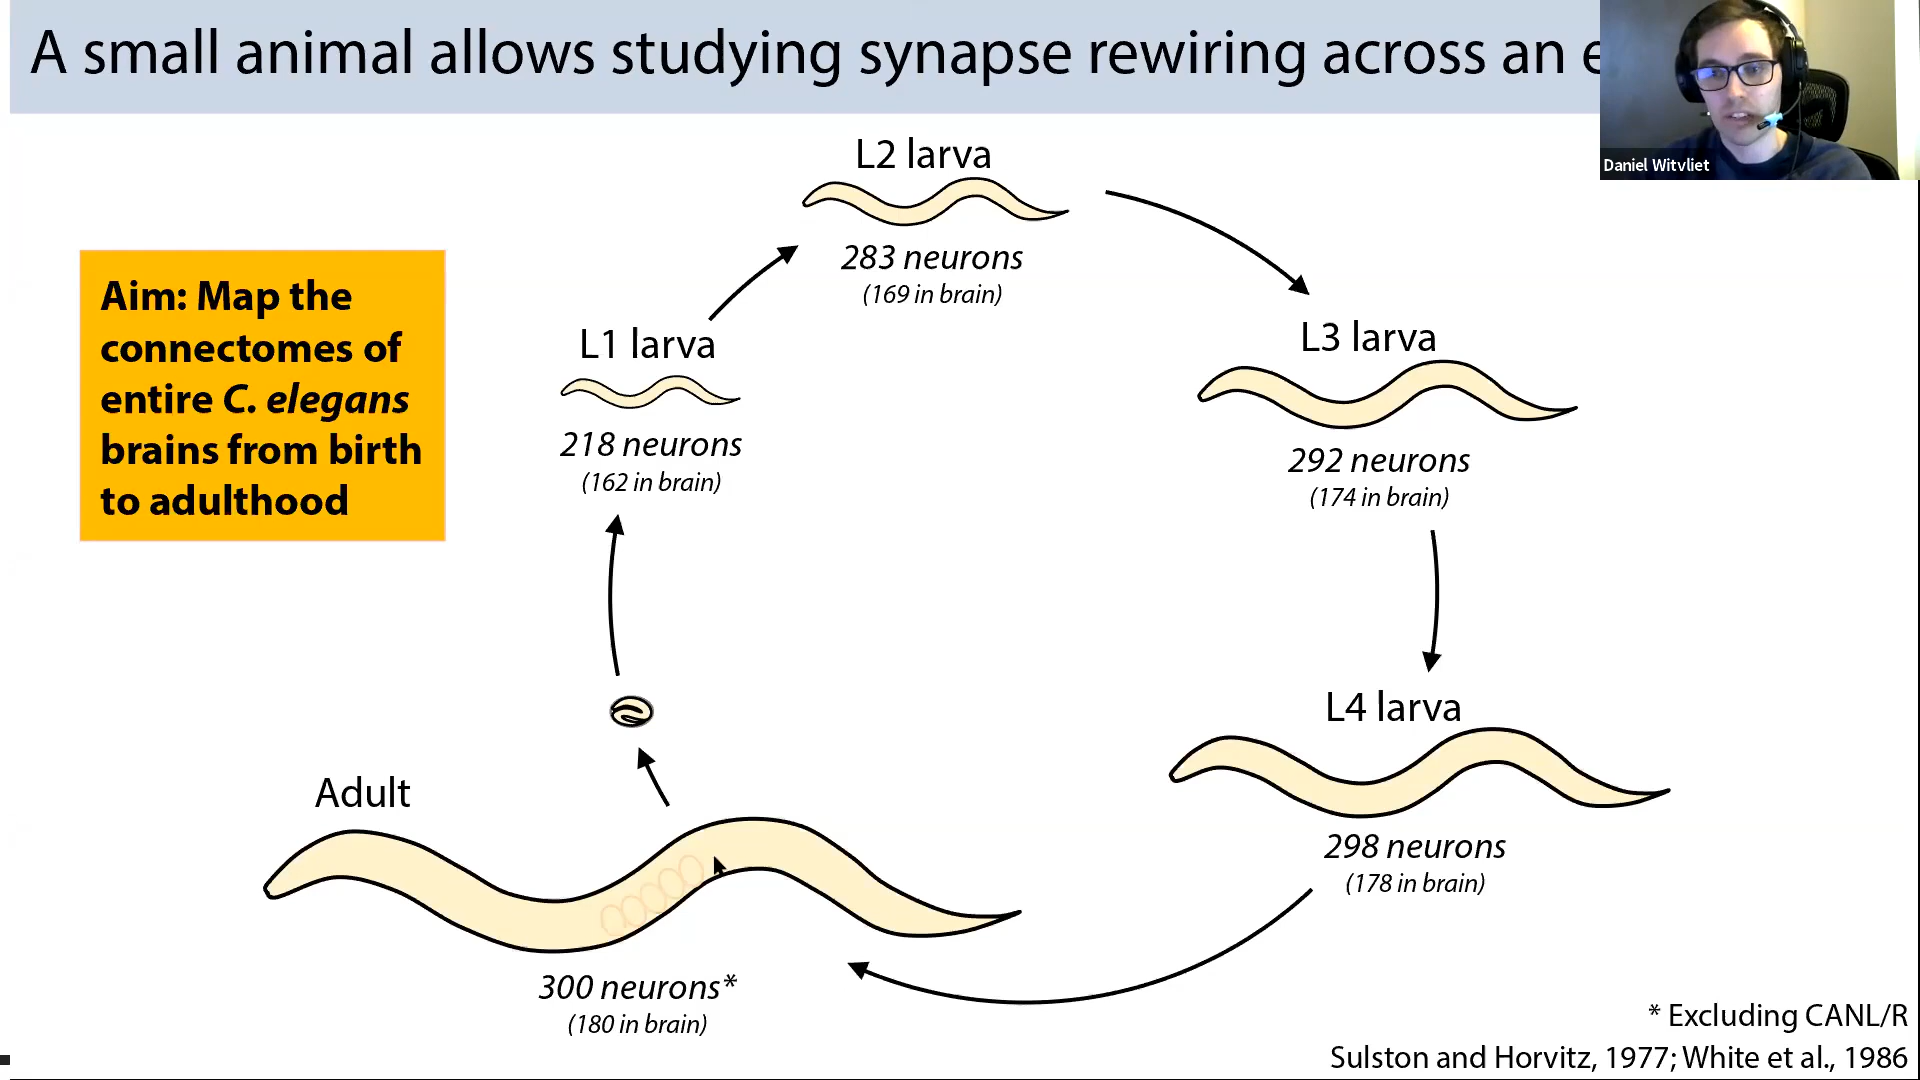 A small animal allows studying synapse rewiring across an
Daniel Witvliet
L2 larva
283 neurons
(169 in brain)
Aim: Map the
connectomes of
entire C. elegans
brains from birth
to adulthood
L1 larva
218 neurons
(162 in brain)
L3 larva
292 neurons
(174 in brain)
L4 larva
298 neurons
(178 in brain)
Adult
300 neurons*
(180 in brain)
* Excluding CANL/R
Sulston and Horvitz, 1977; White et al., 1986